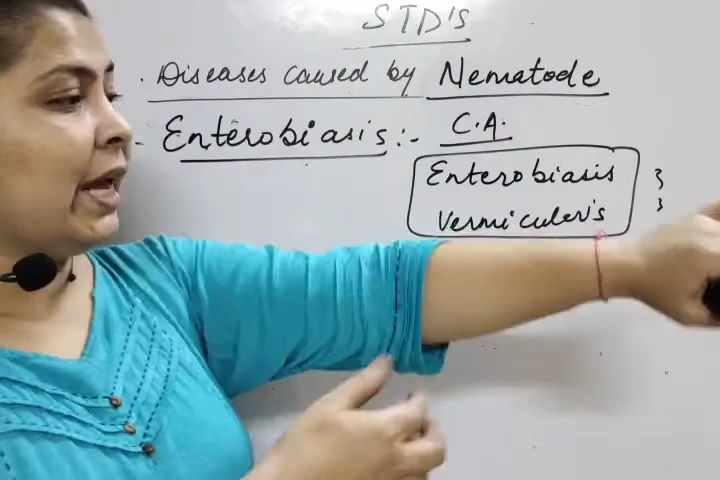 STD'S
. Diseases caused by Nematode
- Enterobiasis :- C.A.
Enterobiasis
Vermiculeris